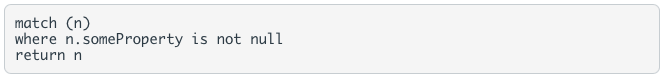 match (n)
where n.someProperty is not null
return n